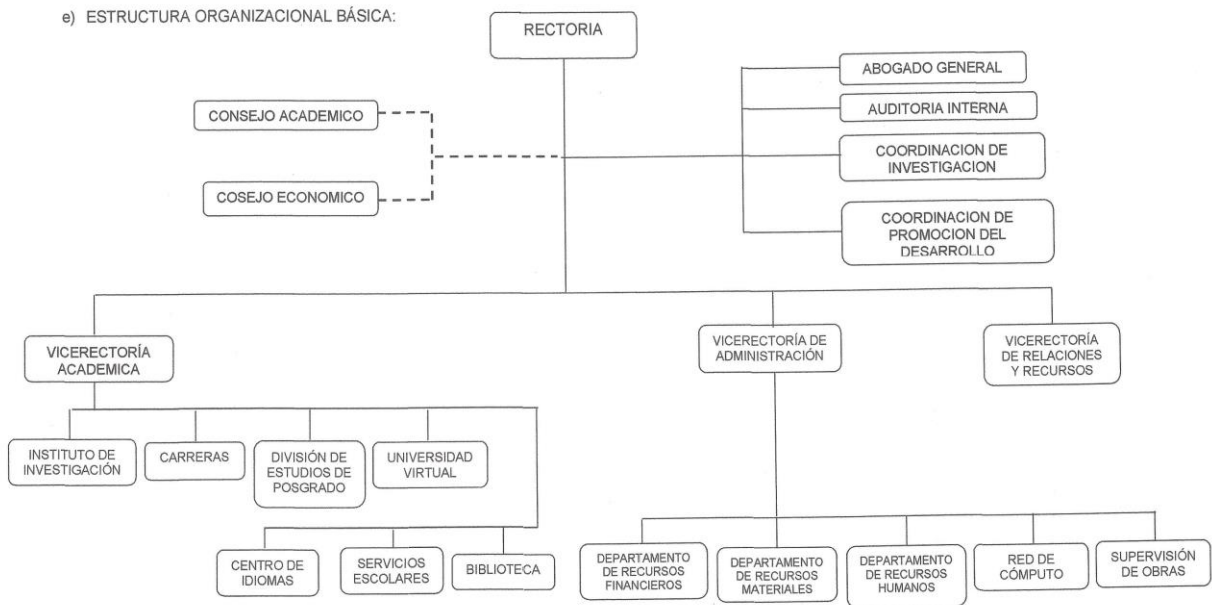 e) ESTRUCTURA ORGANIZACIONAL BÁSICA:
RECTORIA
ABOGADO GENERAL
AUDITORIA INTERNA
COORDINACION DE
INVESTIGACION
COORDINACION DE
PROMOCION DEL
DESARROLLO
CONSEJO ACADEMICO
COSEJO ECONOMICO
VICERECTORÍA
ACADEMICA
VICERECTORÍA DE
ADMINISTRACIÓN
VICERECTORÍA
DE RELACIONES
Y RECURSOS
INSTITUTO DE
INVESTIGACIÓN
CARRERAS
DIVISIÓN DE
ESTUDIOS DE
POSGRADO
UNIVERSIDAD
VIRTUAL
CENTRO DE
IDIOMAS
SERVICIOS
ESCOLARES
BIBLIOTECA
DEPARTAMENTO
DE RECURSOS
FINANCIEROS
DEPARTAMENTO
DE RECURSOS
MATERIALES
DEPARTAMENTO
DE RECURSOS
HUMANOS
RED DE
CÓMPUTO
SUPERVISIÓN
DE OBRAS